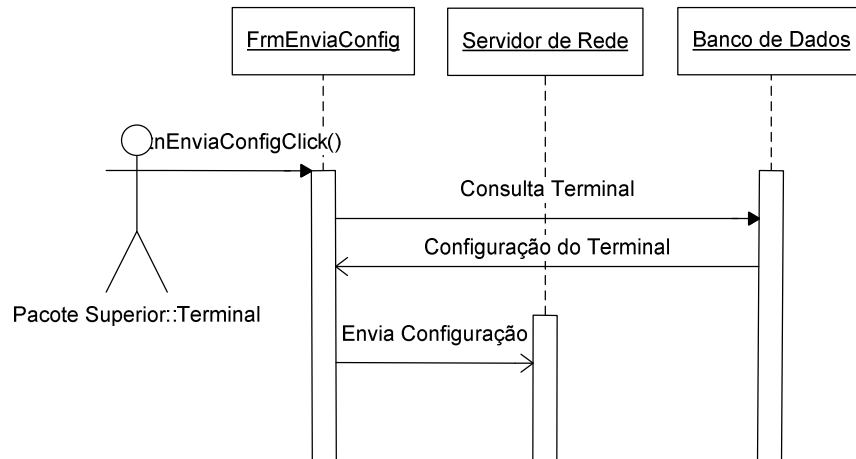 FrmEnviaConfig
Servidor de Rede
Banco de Dados
nEnviaConfigClick()
Consulta Terminal
Configuração do Terminal
Pacote Superior::Terminal
Envia Configuração